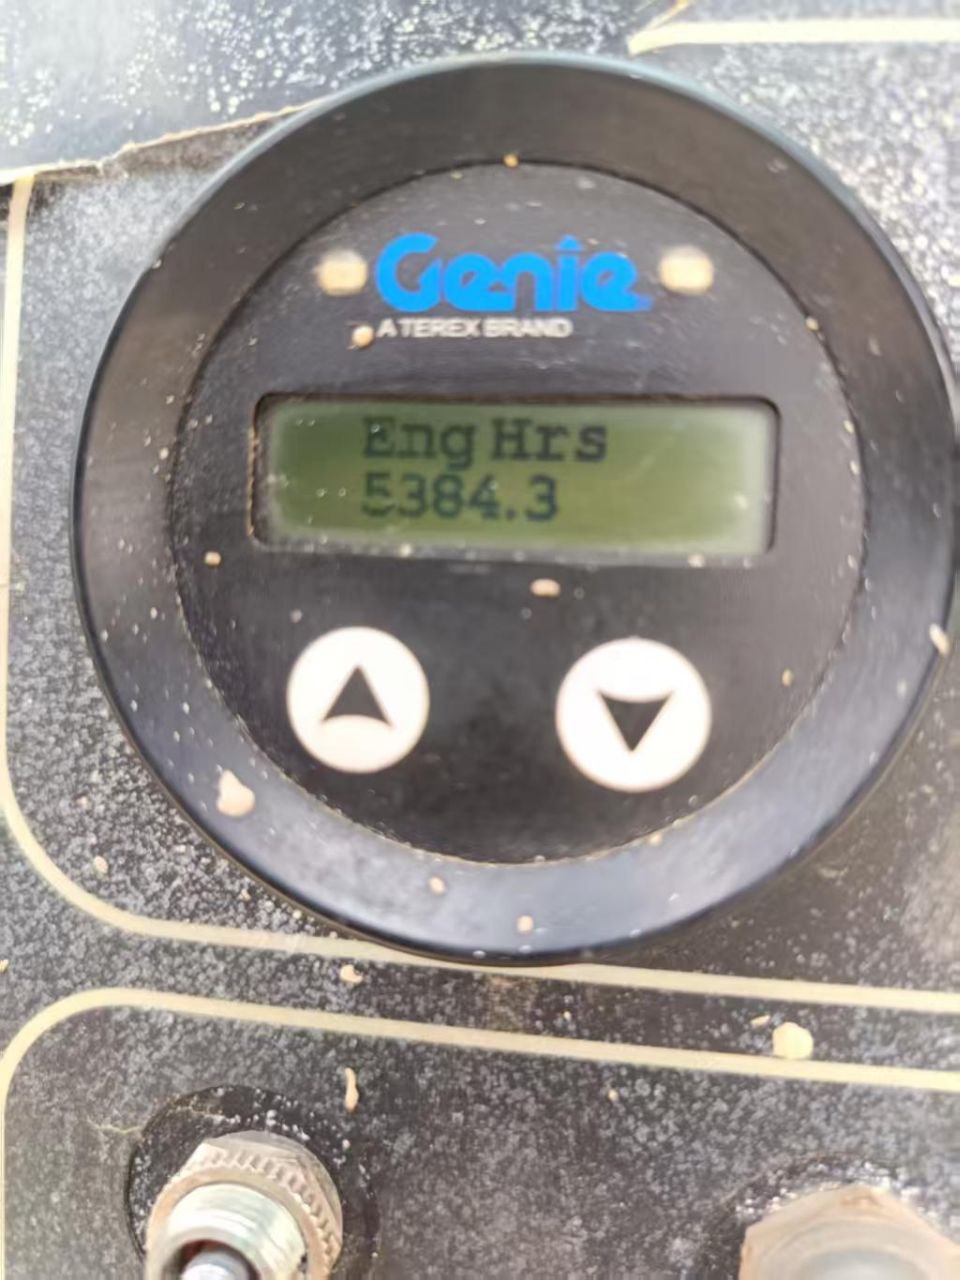 Genie
A TEREX BRAND
Eng Hrs
5384.3